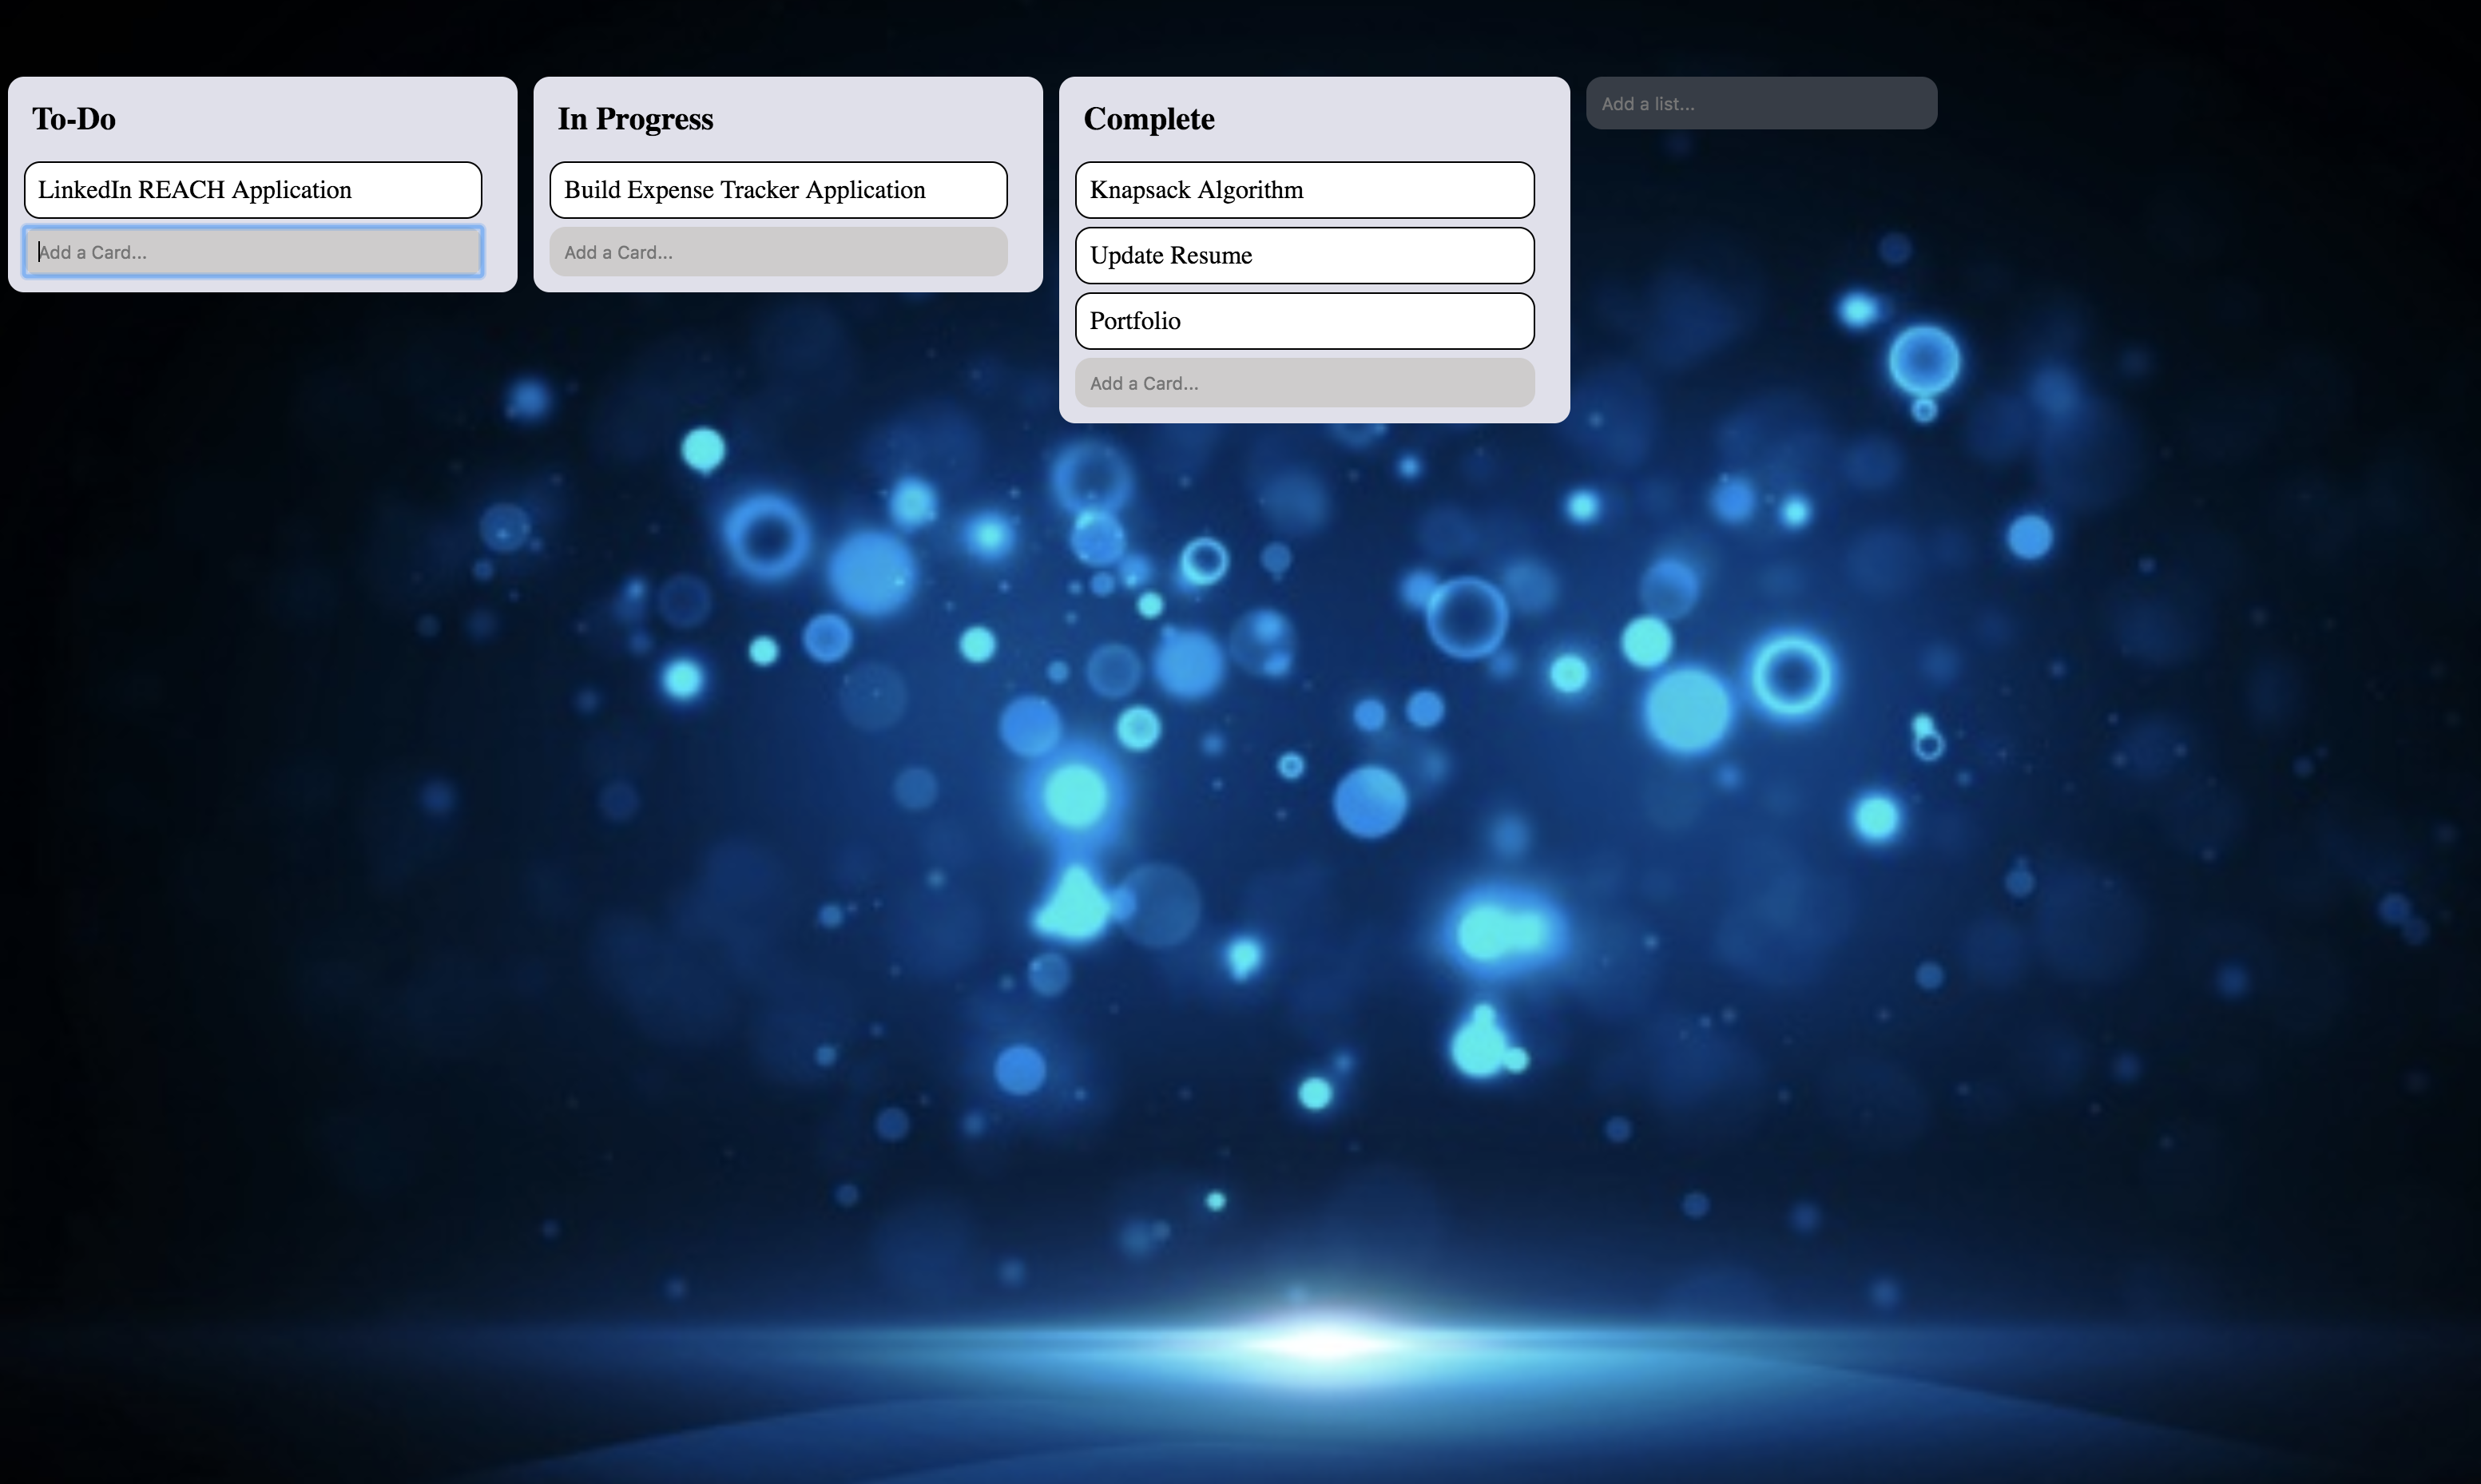 To-Do
LinkedIn REACH Application
Add a Card...
In Progress
Build Expense Tracker Application
Add a Card...
Complete
Knapsack Algorithm
Update Resume
Portfolio
Add a Card...
Add a list...